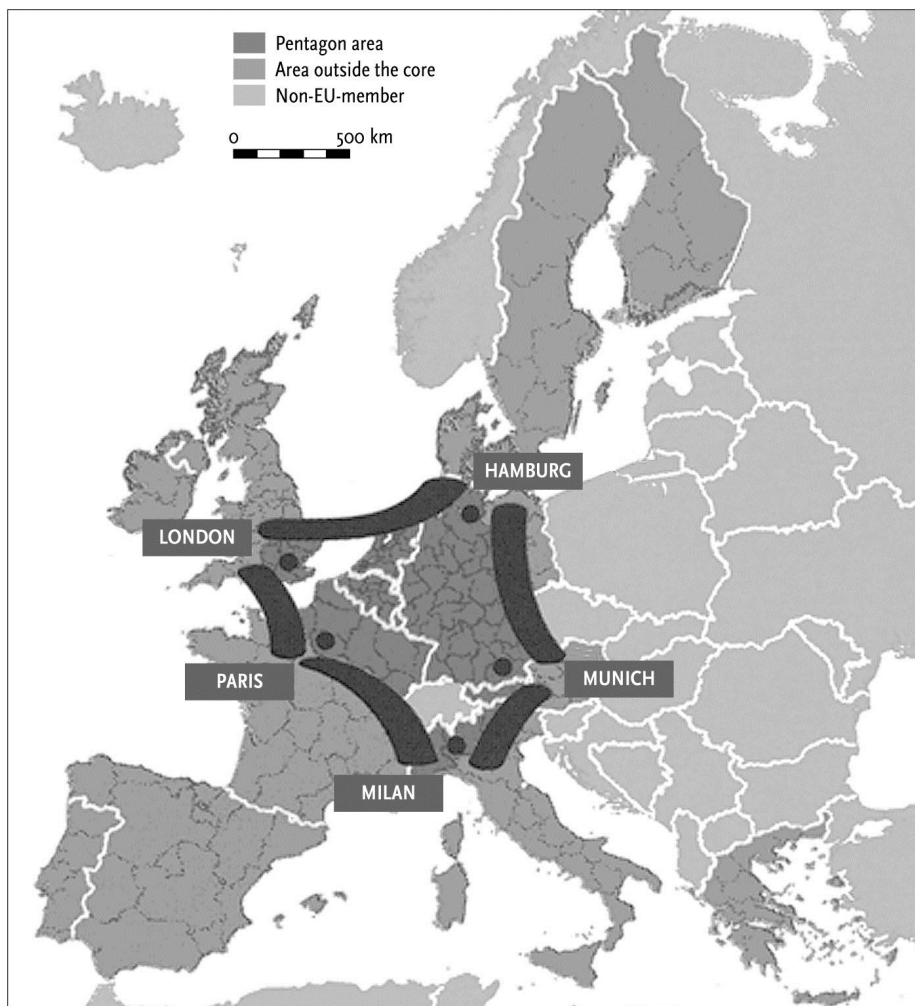 Pentagon area
Area outside the core
Non-EU-member
0 500 km
HAMBURG
LONDON
PARIS
MUNICH
MILAN